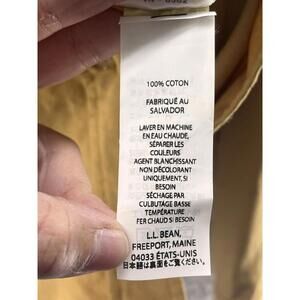 100% COTON
FABRIQUÉ AU
SALVADOR
LAVER EN MACHINE
EN EAU CHAUDE,
SÉPARER LES
COULEURS
AGENT BLANCHISSANT
NON DÉCOLORANT
UNIQUEMENT, SI
BESOIN
SÉCHAGE PAR
CULBUTAGE BASSE
TEMPÉRATURE
FER CHAUD SI BESOIN
L.L. BEAN,
FREEPORT, MAINE
04033 ÉTATS-UNIS
日本語は裏面をご覧ください。